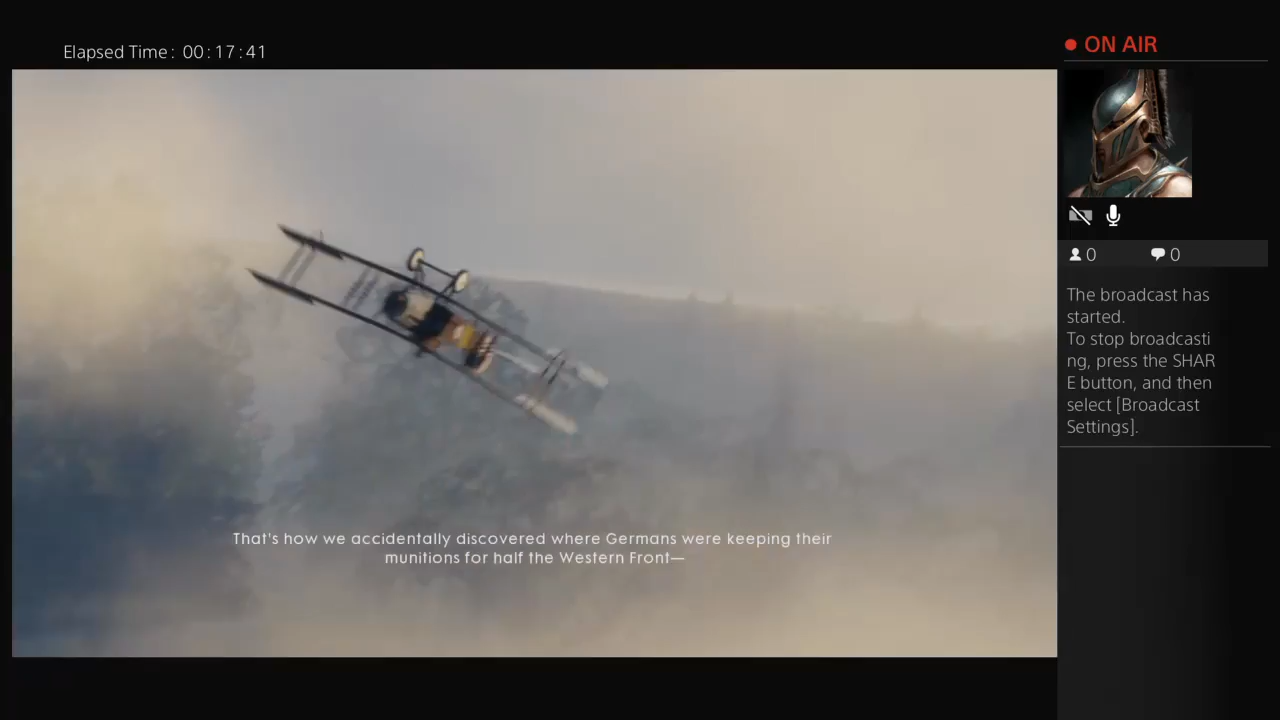 Elapsed Time: 00:17:41
ON AIR
0
0
The broadcast has
started.
To stop broadcasti
ng, press the SHAR
E button, and then
select [Broadcast
Settings].
That's how we accidentally discovered where Germans were keeping their
munitions for half the Western Front—